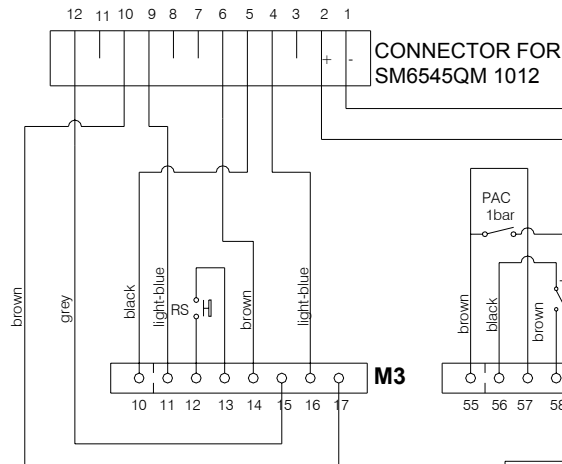 12 11 10 9 8 7 6 5 4 3 2 1
+ -
CONNECTOR FOR
SM6545QM 1012
PAC
1bar
brown
grey
black
light-blue
RS
brown
light-blue
brown
black
brown
M3
10 11 12 13 14 15 16 17
55 56 57 58